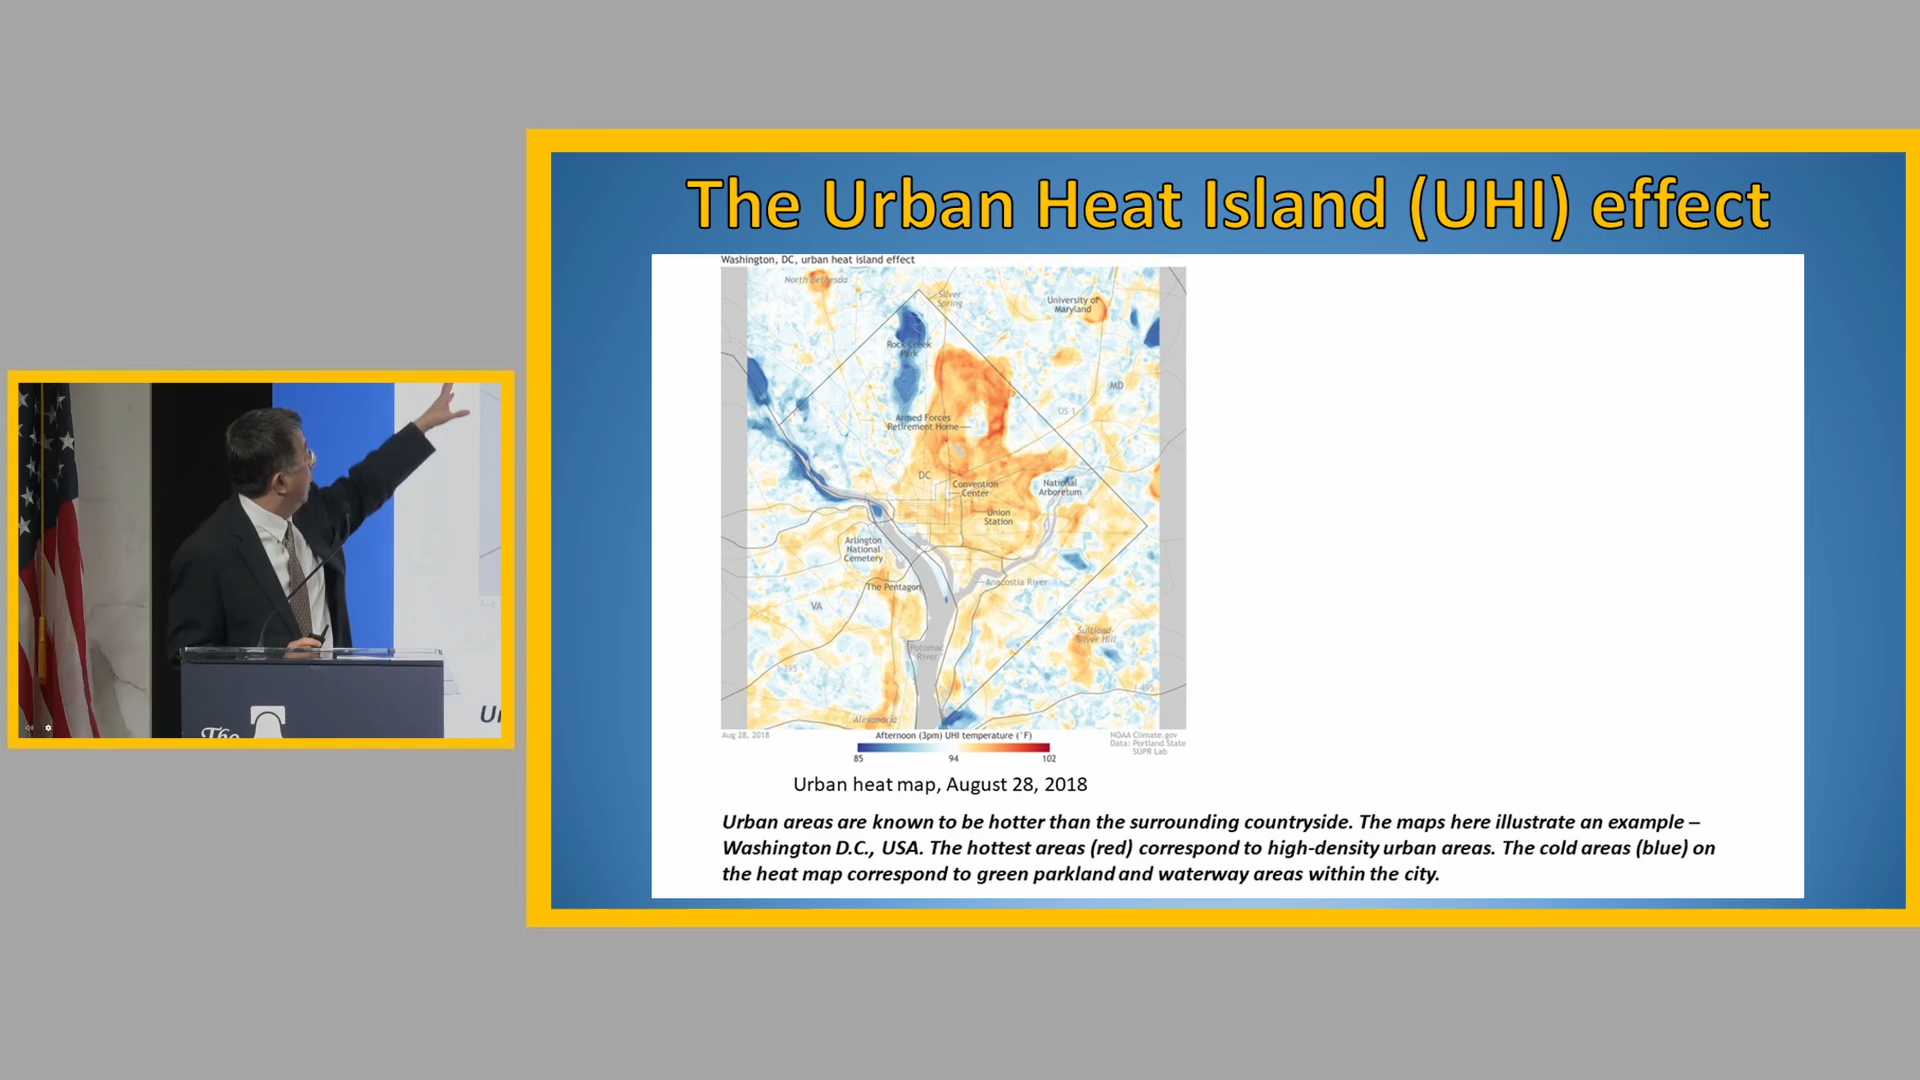 The Urban Heat Island (UHI) effect
Washington, DC, urban heat island effect
North Bethesda
Silver
Spring
University of
Maryland
Rock Creek
Park
MD
US 1
Armed Forces
Retirement Home
DC
Convention
Center
National
Arboretum
Union
Station
Arlington
National
Cemetery
The Pentagon
Anacostia River
VA
Suitland-
Silver Hill
Potomac
River
I-395
I-495
Alexandria
Aug 28, 2018
Afternoon (3pm) UHI temperature (°F)
85
94
102
NOAA Climate.gov
Data: Portland State
SUPR Lab
Urban heat map, August 28, 2018
Urban areas are known to be hotter than the surrounding countryside. The maps here illustrate an example –
Washington D.C., USA. The hottest areas (red) correspond to high-density urban areas. The cold areas (blue) on
the heat map correspond to green parkland and waterway areas within the city.
The